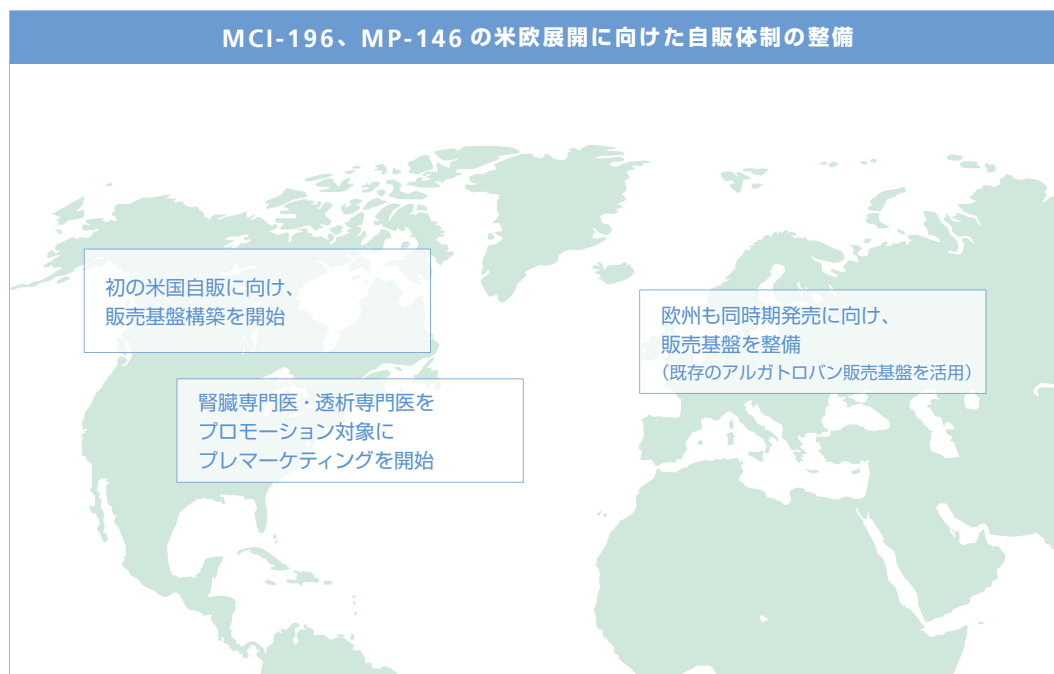 MCI-196、MP-146 の米欧展開に向けた自販体制の整備
初の米国自販に向け、
販売基盤構築を開始
腎臓専門医・透析専門医を
プロモーション対象に
プレマーケティングを開始
欧州も同時期発売に向け、
販売基盤を整備
（既存のアルガトロバン販売基盤を活用）